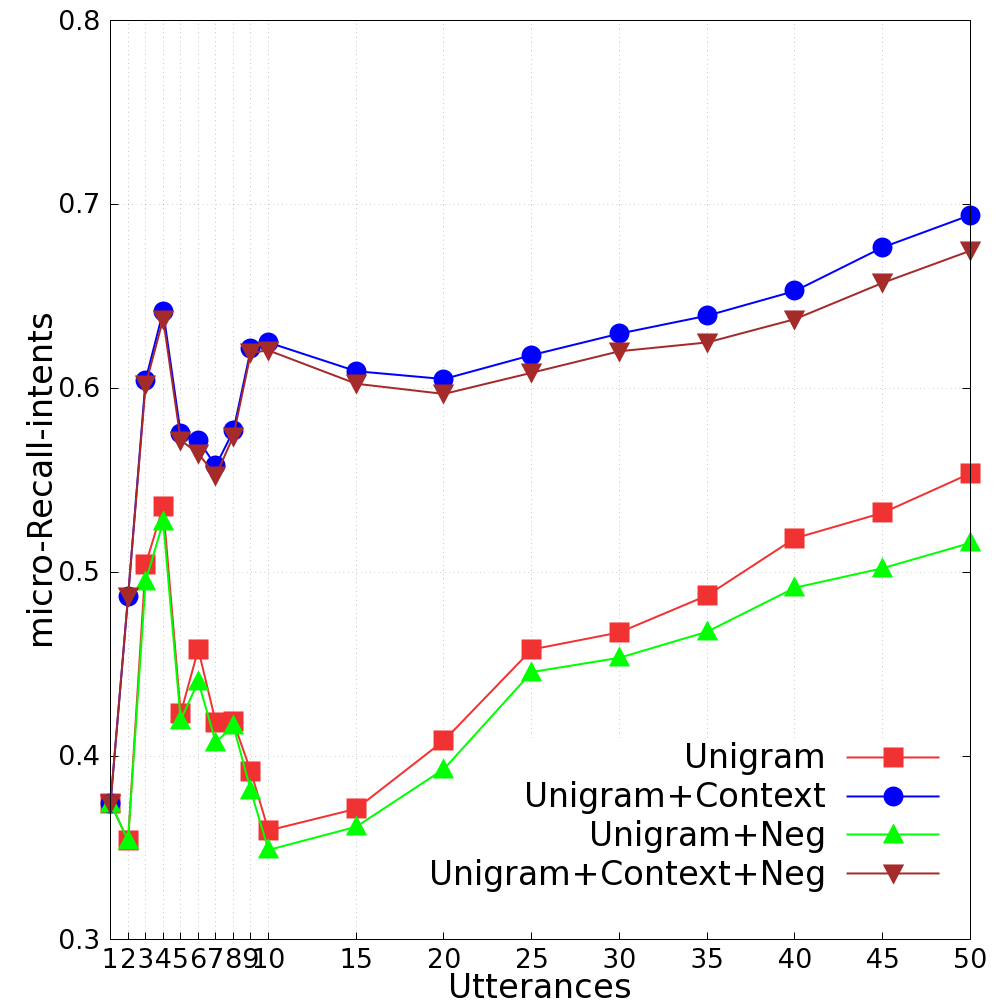 0.8
0.7
0.6
0.5
0.4
0.3
micro-Recall-intents
Unigram
Unigram+Context
Unigram+Neg
Unigram+Context+Neg
1 2 3 4 5 6 7 8 9 10 15 20 25 30 35 40 45 50
Utterances